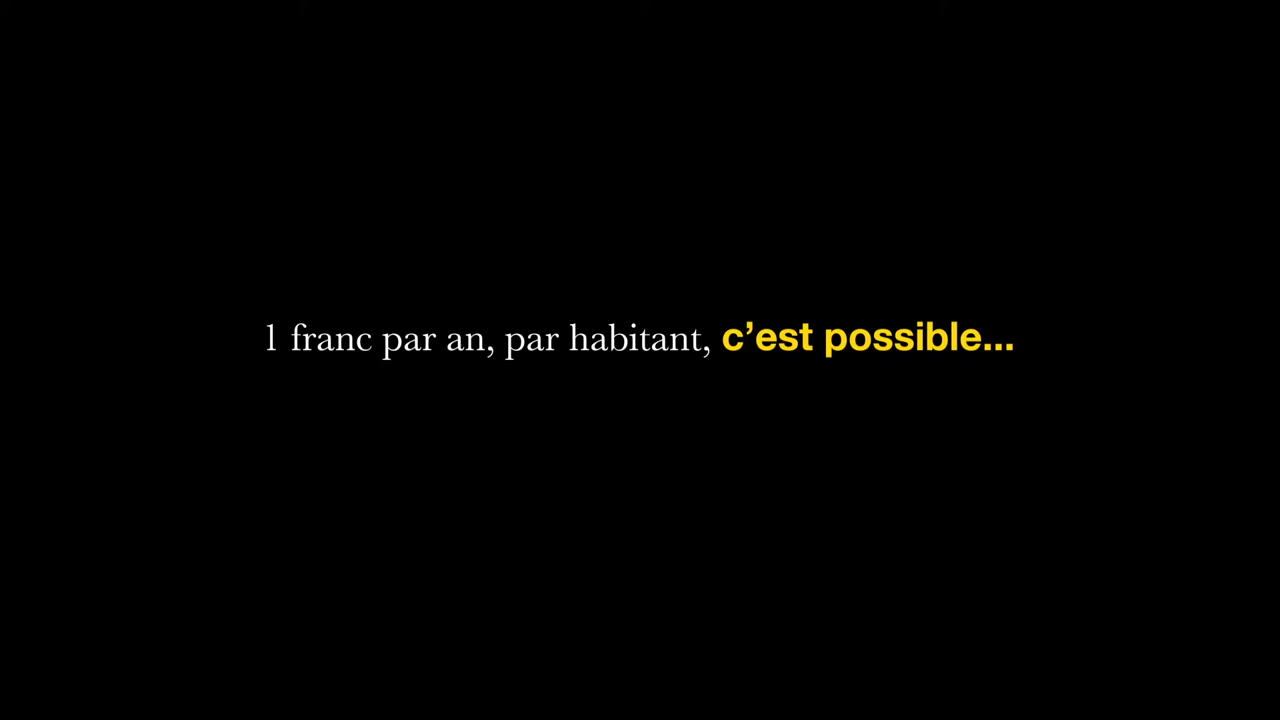 1 franc par an, par habitant, c’est possible...